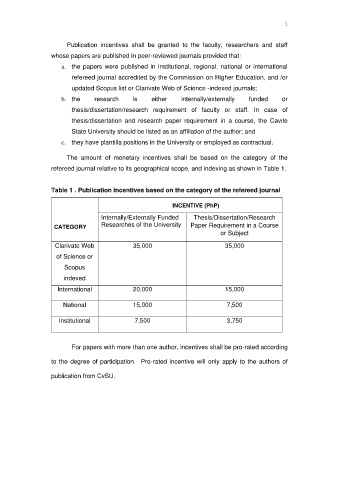 1
Publication incentives shall be granted to the faculty, researchers and staff
whose papers are published in peer-reviewed journals provided that:
a. the papers were published in institutional, regional, national or international
refereed journal accredited by the Commission on Higher Education, and /or
updated Scopus list or Clarivate Web of Science -indexed journals;
b. the research is either internally/externally funded or
thesis/dissertation/research requirement of faculty or staff. In case of
thesis/dissertation and research paper requirement in a course, the Cavite
State University should be listed as an affiliation of the author; and
c. they have plantilla positions in the University or employed as contractual.
The amount of monetary incentives shall be based on the category of the
refereed journal relative to its geographical scope, and indexing as shown in Table 1.
Table 1 . Publication incentives based on the category of the refereed journal
CATEGORY
INCENTIVE (PhP)
Internally/Externally Funded
Researches of the University
Thesis/Dissertation/Research
Paper Requirement in a Course
or Subject
Clarivate Web
of Science or
Scopus
indexed
35,000
35,000
International
20,000
15,000
National
15,000
7,500
Institutional
7,500
3,750
For papers with more than one author, incentives shall be pro-rated according
to the degree of participation. Pro-rated incentive will only apply to the authors of
publication from CvSU.